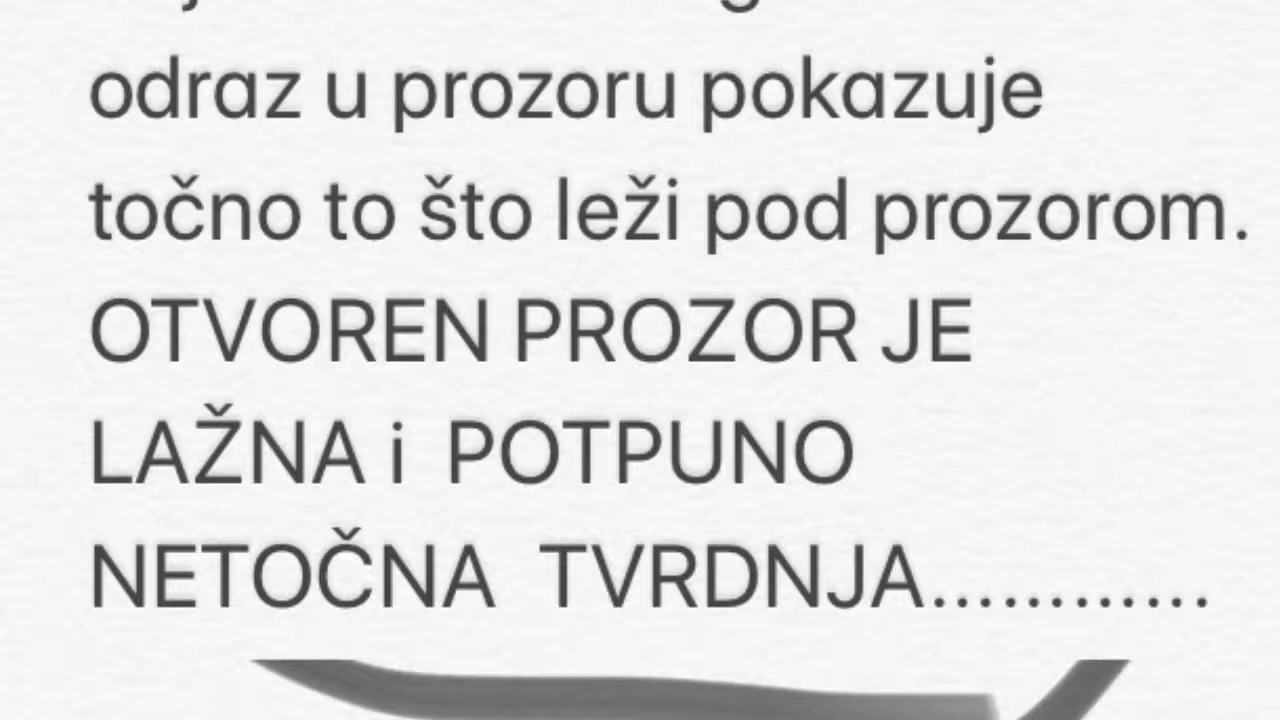 odraz u prozoru pokazuje
točno to što leži pod prozorom.
OTVOREN PROZOR JE
LAŽNA i POTPUNO
NETOČNA TVRDNJA............